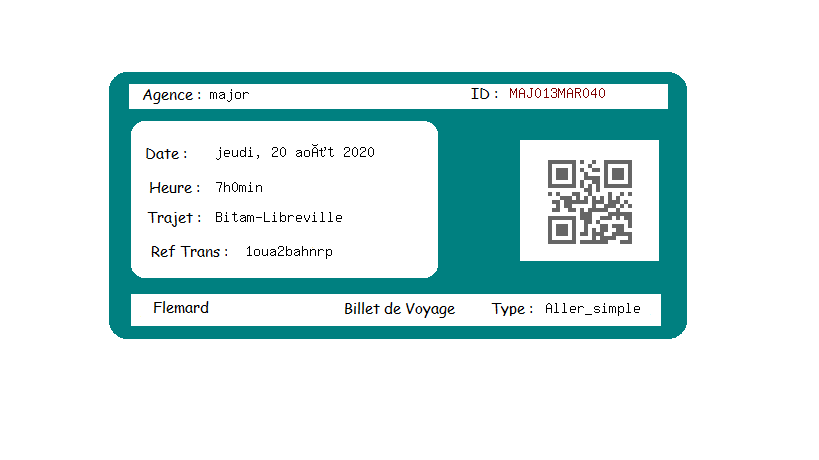 Agence : major ID : MAJ013MAR040
Date : jeudi, 20 aoÃ»t 2020
Heure : 7h0min
Trajet : Bitam-Libreville
Ref Trans : 1oua2bahnrp
Flemard Billet de Voyage Type : Aller_simple